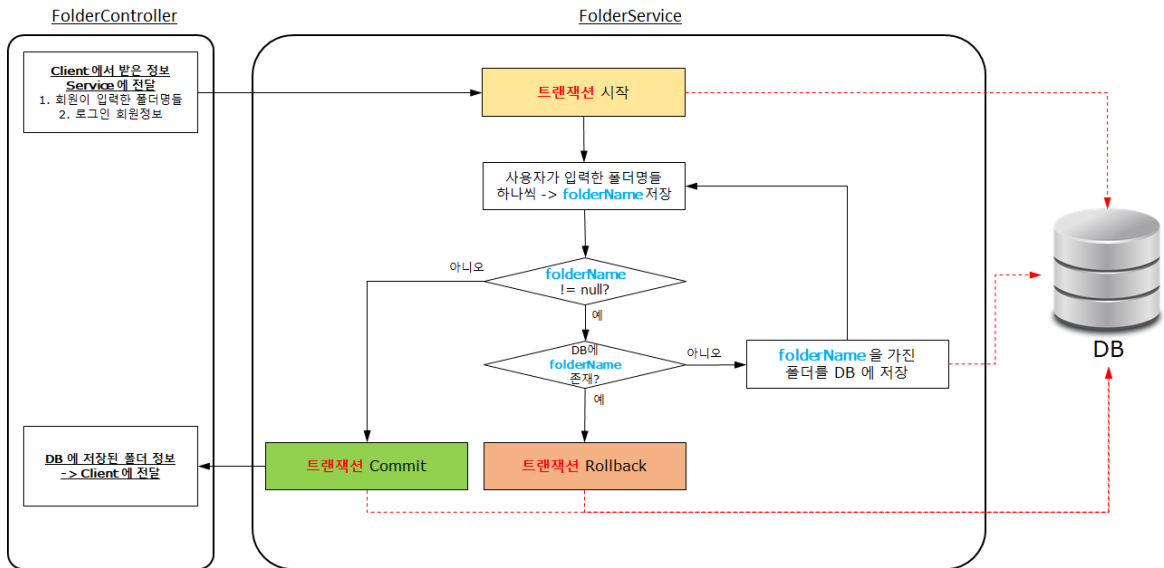 FolderController
FolderService
Client 에서 받은 정보
Service 에 전달
1. 회원이 입력한 폴더명들
2. 로그인 회원정보
트랜잭션 시작
사용자가 입력한 폴더명들
하나씩 -> folderName 저장
아니오
folderName
!= null?
예
DB에
folderName
존재?
아니오
folderName 을 가진
폴더를 DB 에 저장
DB
예
DB 에 저장된 폴더 정보
-> Client 에 전달
트랜잭션 Commit
트랜잭션 Rollback